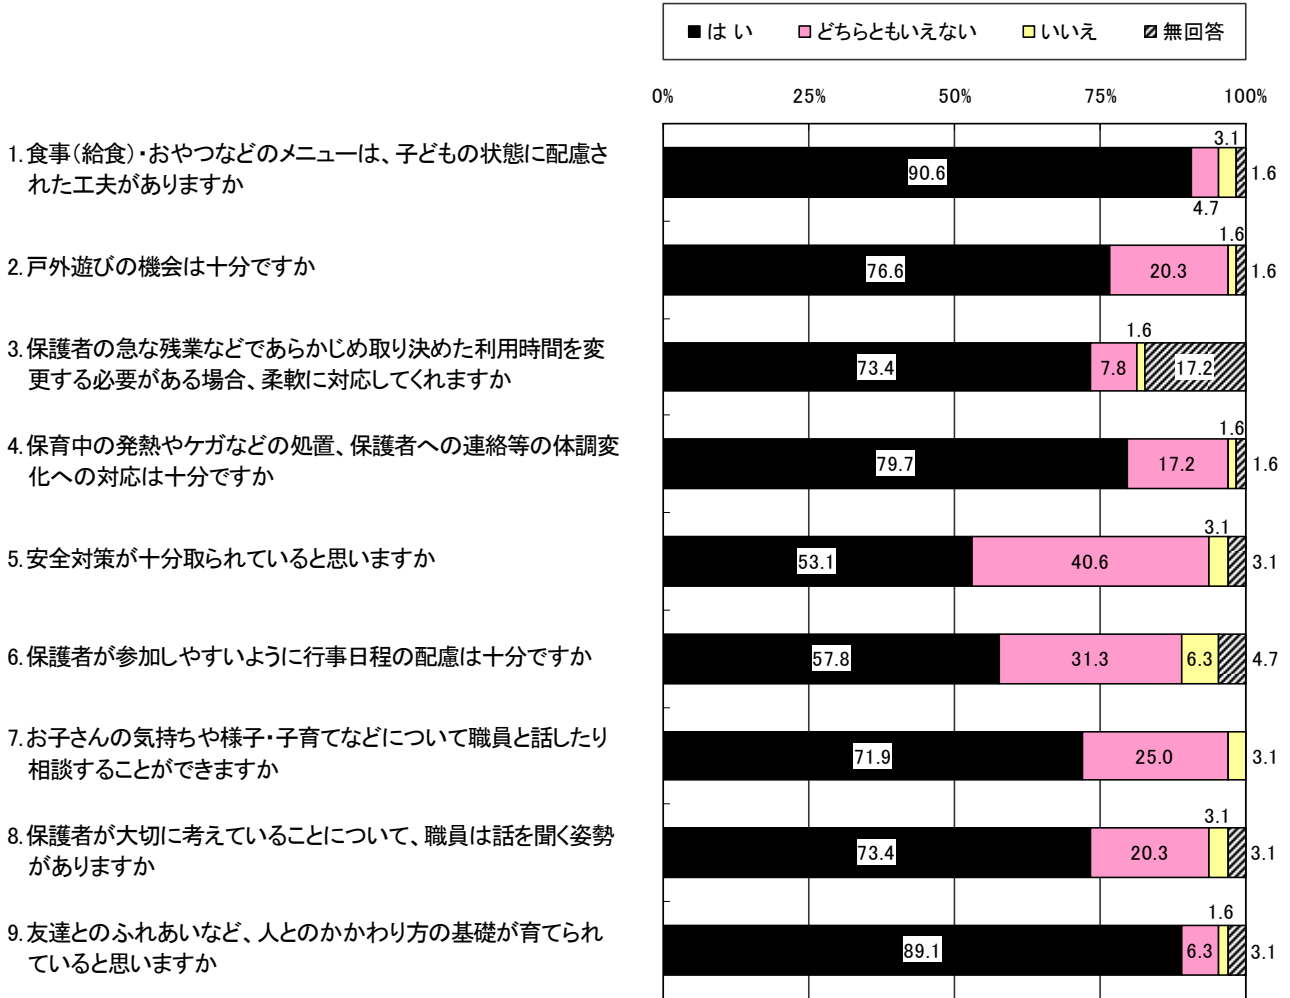 は い どちらともいえない いいえ 無回答
0% 25% 50% 75% 100%
1.食事(給食)・おやつなどのメニューは、子どもの状態に配慮さ
れた工夫がありますか
90.6 4.7 3.1 1.6
2.戸外遊びの機会は十分ですか
76.6 20.3 1.6 1.6
3.保護者の急な残業などであらかじめ取り決めた利用時間を変
更する必要がある場合、柔軟に対応してくれますか
73.4 7.8 1.6 17.2
4.保育中の発熱やケガなどの処置、保護者への連絡等の体調変
化への対応は十分ですか
79.7 17.2 1.6 1.6
5.安全対策が十分取られていると思いますか
53.1 40.6 3.1 3.1
6.保護者が参加しやすいように行事日程の配慮は十分ですか
57.8 31.3 6.3 4.7
7.お子さんの気持ちや様子・子育てなどについて職員と話したり
相談することができますか
71.9 25.0 3.1
8.保護者が大切に考えていることについて、職員は話を聞く姿勢
がありますか
73.4 20.3 3.1 3.1
9.友達とのふれあいなど、人とのかかわり方の基礎が育てられ
ていると思いますか
89.1 6.3 1.6 3.1